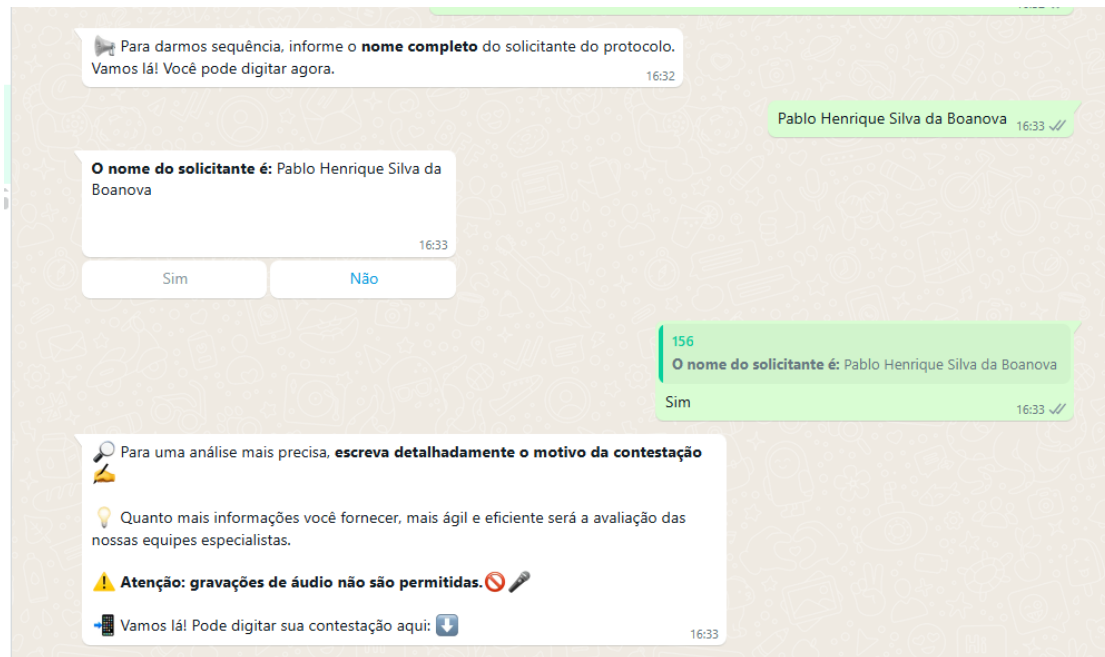 Para darmos sequência, informe o nome completo do solicitante do protocolo.
Vamos lá! Você pode digitar agora.
16:32
Pablo Henrique Silva da Boanova
16:33
O nome do solicitante é: Pablo Henrique Silva da
Boanova
16:33
Sim
Não
156
O nome do solicitante é: Pablo Henrique Silva da Boanova
Sim
16:33
Para uma análise mais precisa, escreva detalhadamente o motivo da contestação
Quanto mais informações você fornecer, mais ágil e eficiente será a avaliação das
nossas equipes especialistas.
Atenção: gravações de áudio não são permitidas.
Vamos lá! Pode digitar sua contestação aqui:
16:33